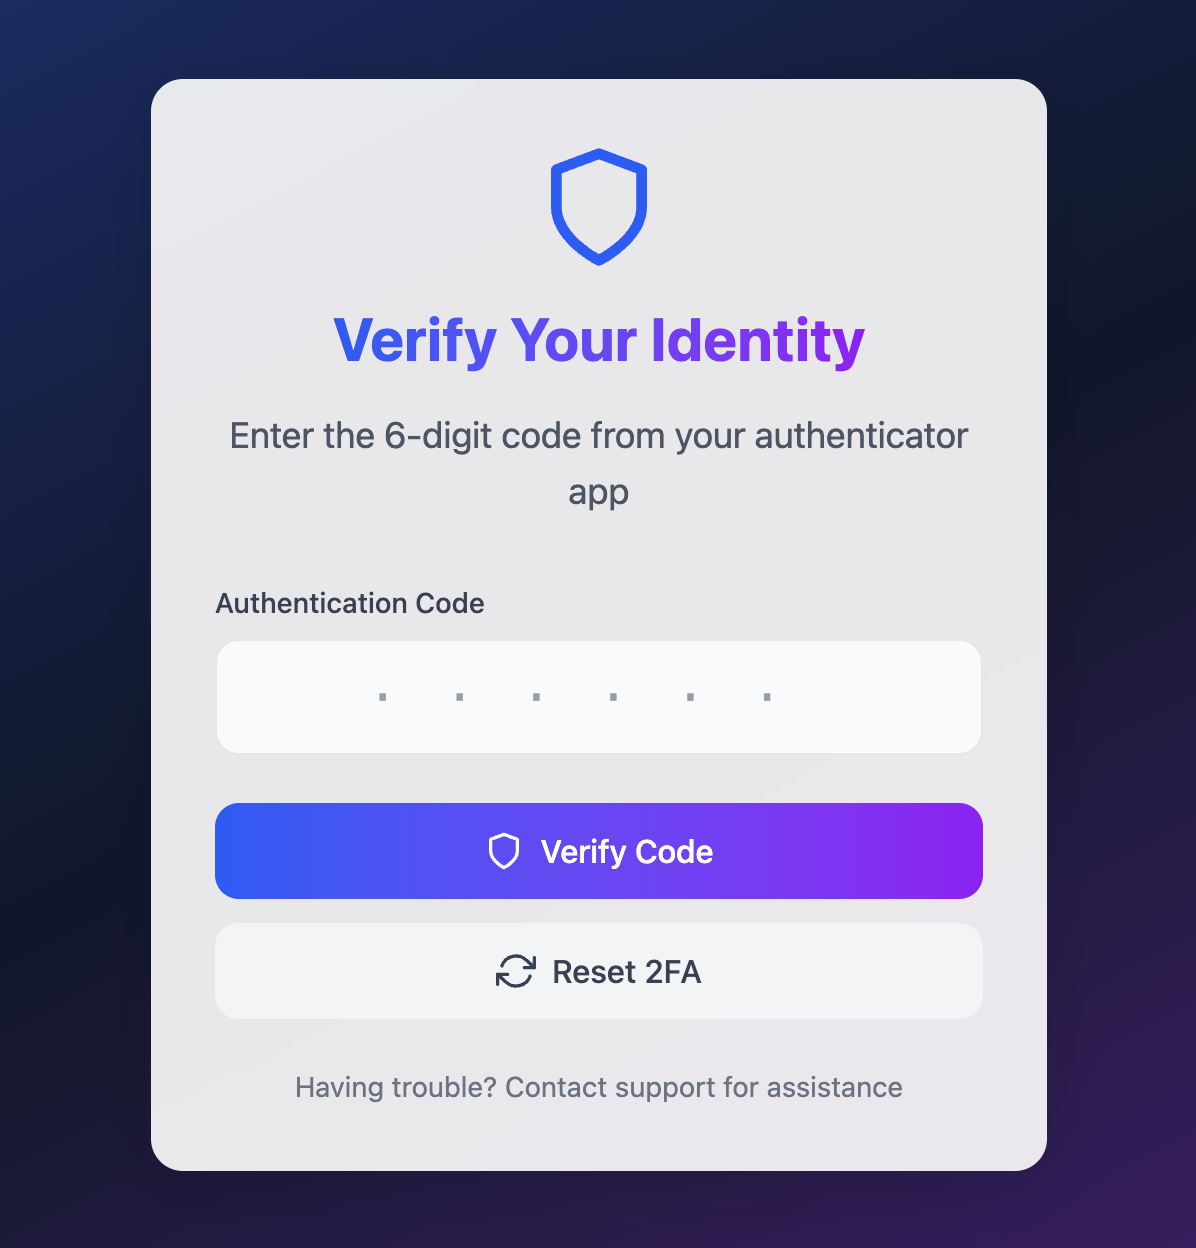 Verify Your Identity
Enter the 6-digit code from your authenticator
app
Authentication Code
· · · · · ·
Verify Code
Reset 2FA
Having trouble? Contact support for assistance